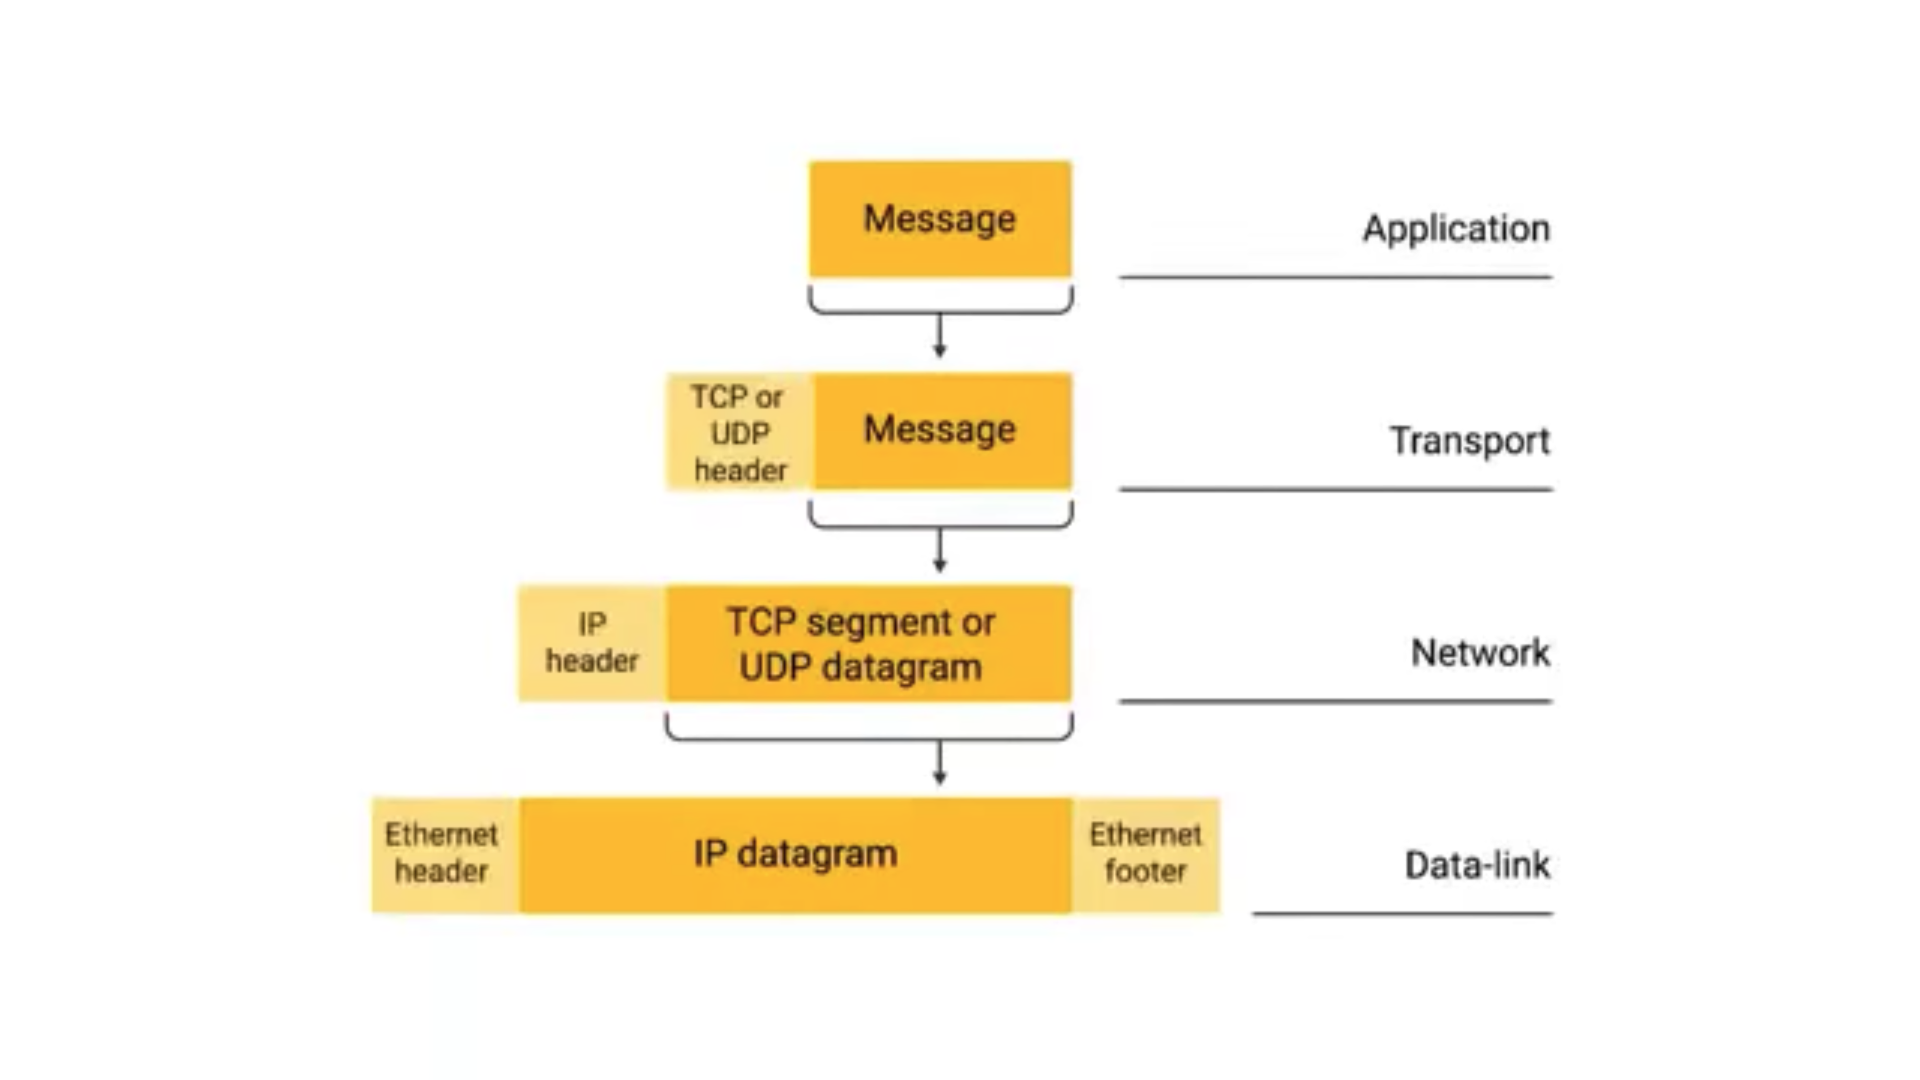 Message
Application
TCP or
UDP
header
Message
Transport
IP
header
TCP segment or
UDP datagram
Network
Ethernet
header
IP datagram
Ethernet
footer
Data-link